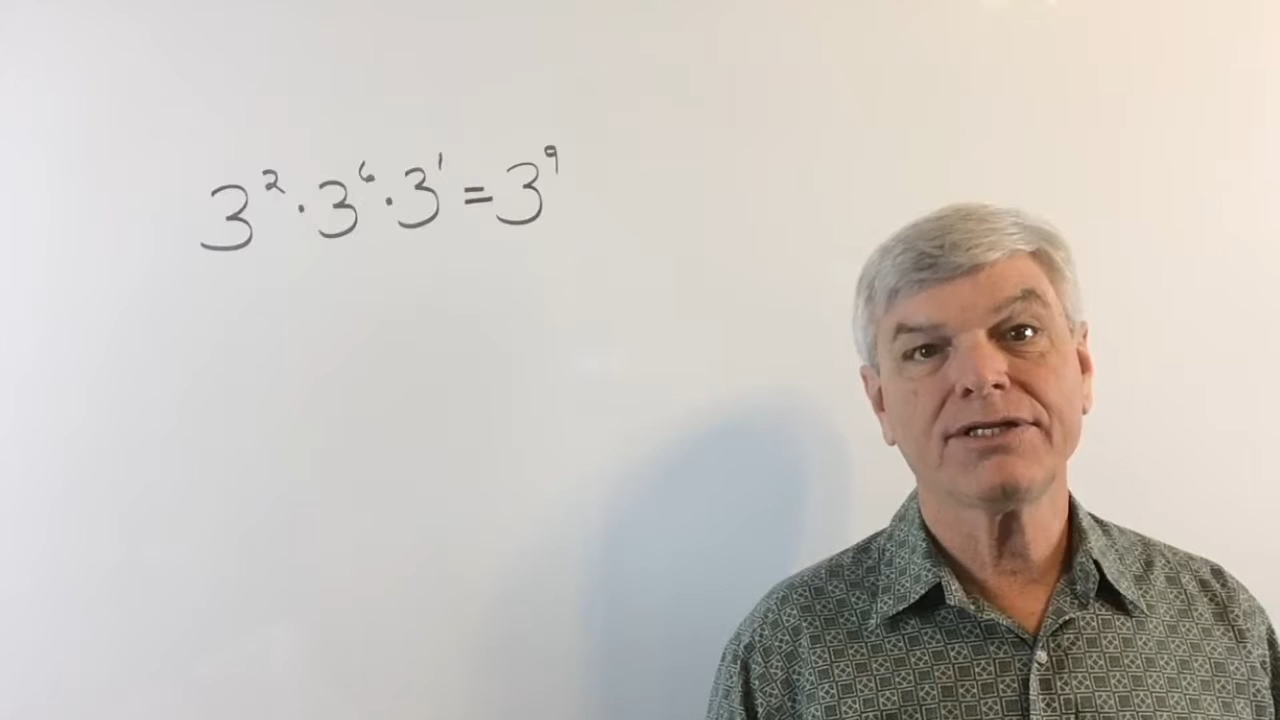 3² · 3⁶ · 3¹ = 3⁹